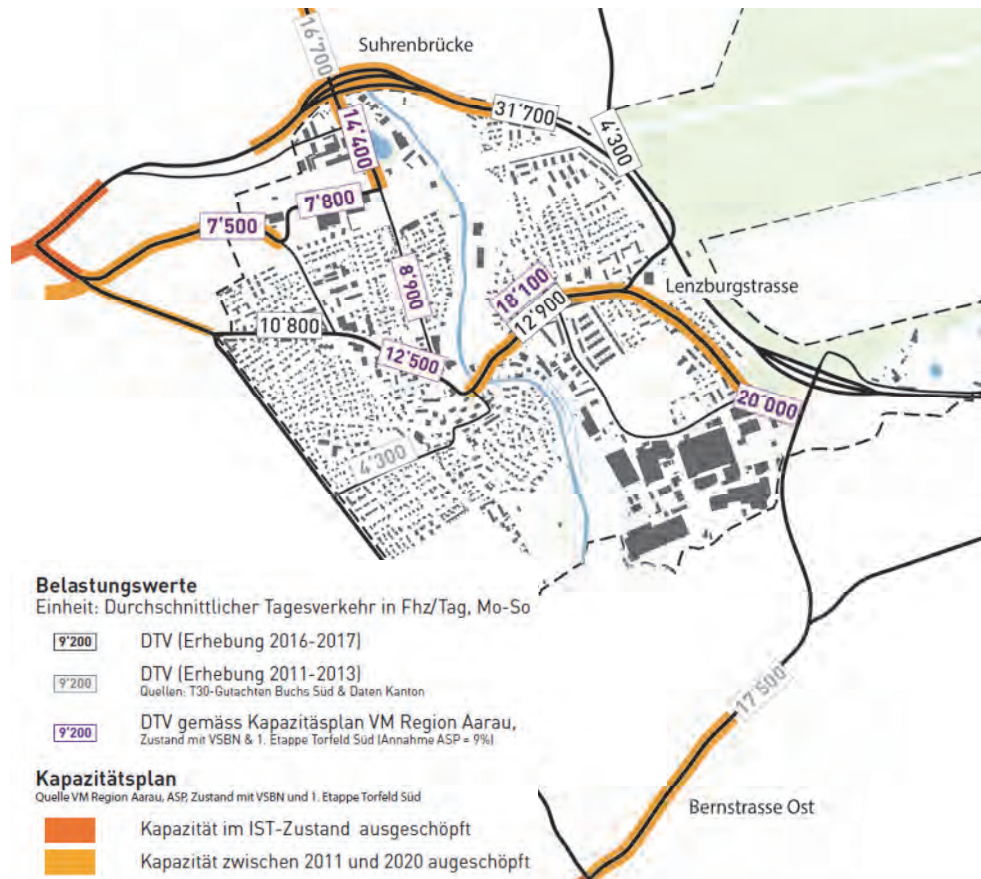 16'700
Suhrenbrücke
31'700
14'400
4'300
7'800
7'500
8'900
18'100
12'900
Lenzburgstrasse
10'800
12'500
20'000
4'300
Belastungswerte
Einheit: Durchschnittlicher Tagesverkehr in Fhz/Tag, Mo-So
9'200 DTV (Erhebung 2016-2017)
9'200 DTV (Erhebung 2011-2013)
Quellen: T30-Gutachten Buchs Süd & Daten Kanton
9'200 DTV gemäss Kapazitäsplan VM Region Aarau,
Zustand mit VSBN & 1. Etappe Torfeld Süd (Annahme ASP = 9%)
17'500
Kapazitätsplan
Quelle VM Region Aarau, ASP, Zustand mit VSBN und 1. Etappe Torfeld Süd
Bernstrasse Ost
Kapazität im IST-Zustand ausgeschöpft
Kapazität zwischen 2011 und 2020 augeschöpft